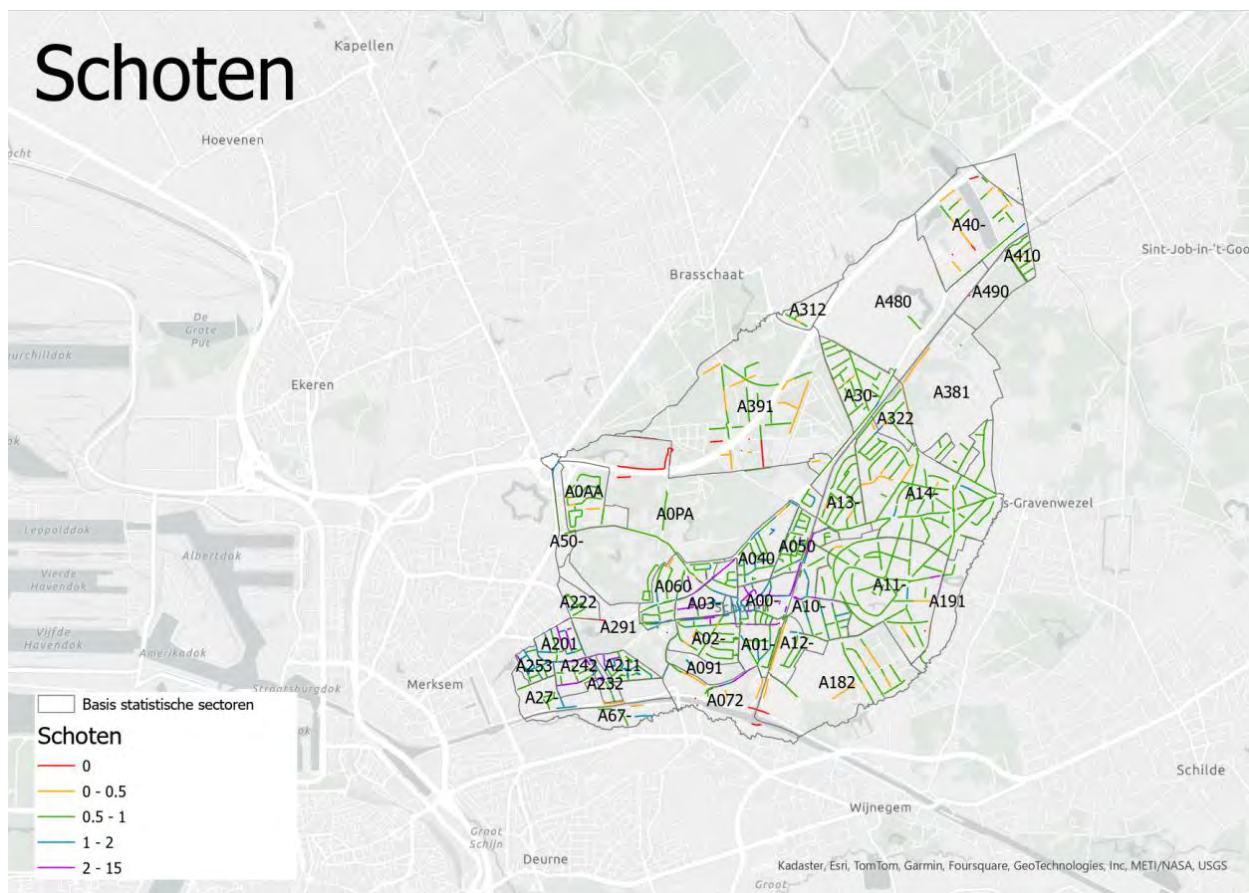 Schoten
Kapellen
Hoevenen
A40-
Sint-Job-in-'t-Goo
A410
Brasschaat
A490
A312
A480
De
Grote
Put
Ekeren
A381
A30-
A391
A322
A0AA
A14-
A13-
s-Gravenwezel
A0PA
Leopolddok
A50-
Albertdok
A050
A040
Vierde
Havendok
A060
A11-
A222
A03-
A00-
A10-
A191
Vijfde
Havendok
A291
A201
A02-
A01-
A12-
Amerikadok
A253
A242
A211
A091
Merksem
A232
A182
Straatsburgdok
A27-
A072
A67-
Basis statistische sectoren
Schoten
0
0 - 0.5
0.5 - 1
1 - 2
2 - 15
Schilde
Wijnegem
Groot
Schijn
Deurne
Kadaster, Esri, TomTom, Garmin, Foursquare, GeoTechnologies, Inc, METI/NASA, USGS
Groot